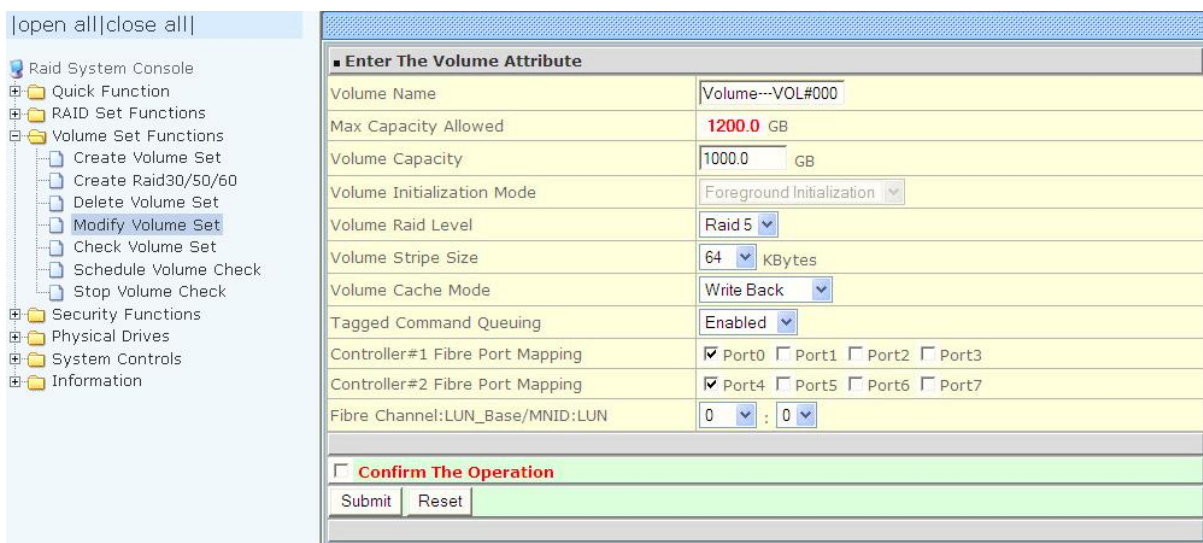 |open all|close all|
Raid System Console
Quick Function
RAID Set Functions
Volume Set Functions
Create Volume Set
Create Raid30/50/60
Delete Volume Set
Modify Volume Set
Check Volume Set
Schedule Volume Check
Stop Volume Check
Security Functions
Physical Drives
System Controls
Information
Enter The Volume Attribute
Volume Name Volume---VOL#000
Max Capacity Allowed 1200.0 GB
Volume Capacity 1000.0 GB
Volume Initialization Mode Foreground Initialization
Volume Raid Level Raid 5
Volume Stripe Size 64 KBytes
Volume Cache Mode Write Back
Tagged Command Queuing Enabled
Controller#1 Fibre Port Mapping Port0 Port1 Port2 Port3
Controller#2 Fibre Port Mapping Port4 Port5 Port6 Port7
Fibre Channel:LUN_Base/MNID:LUN 0 : 0
Confirm The Operation
Submit Reset